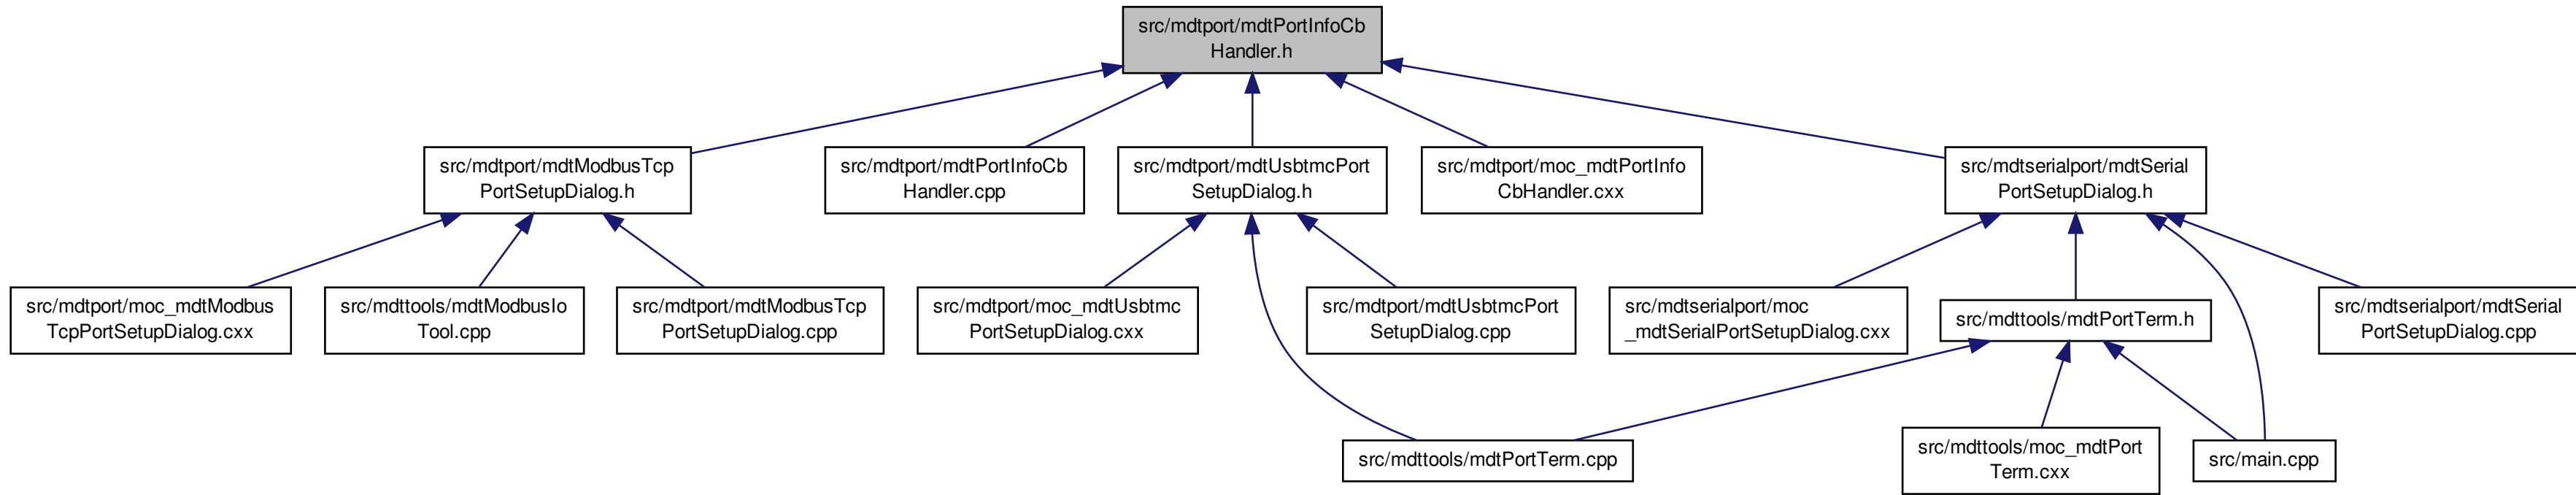 src/mdtport/mdtPortInfoCb
Handler.h
src/mdtport/mdtModbusTcp
PortSetupDialog.h
src/mdtport/mdtPortInfoCb
Handler.cpp
src/mdtport/mdtUsbtmcPort
SetupDialog.h
src/mdtport/moc_mdtPortInfo
CbHandler.cxx
src/mdtserialport/mdtSerial
PortSetupDialog.h
src/mdtport/moc_mdtModbus
TcpPortSetupDialog.cxx
src/mdttools/mdtModbusIo
Tool.cpp
src/mdtport/mdtModbusTcp
PortSetupDialog.cpp
src/mdtport/moc_mdtUsbtmc
PortSetupDialog.cxx
src/mdtport/mdtUsbtmcPort
SetupDialog.cpp
src/mdtserialport/moc
_mdtSerialPortSetupDialog.cxx
src/mdttools/mdtPortTerm.h
src/mdtserialport/mdtSerial
PortSetupDialog.cpp
src/mdttools/mdtPortTerm.cpp
src/mdttools/moc_mdtPort
Term.cxx
src/main.cpp